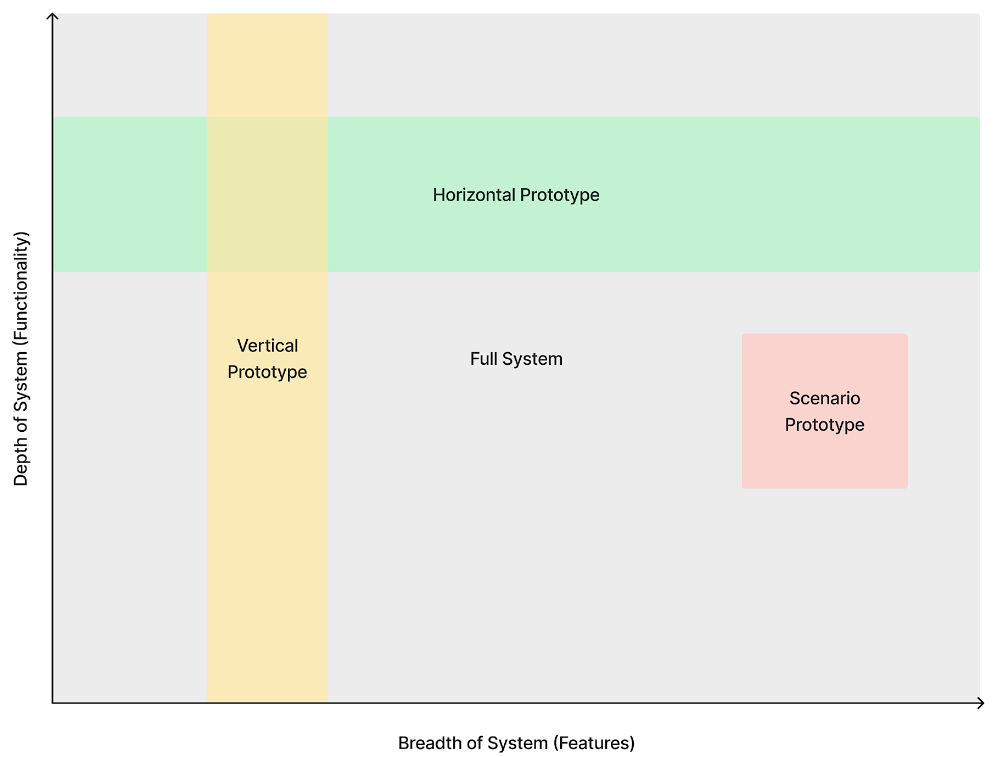 Horizontal Prototype
Vertical
Prototype
Full System
Scenario
Prototype
Depth of System (Functionality)
Breadth of System (Features)